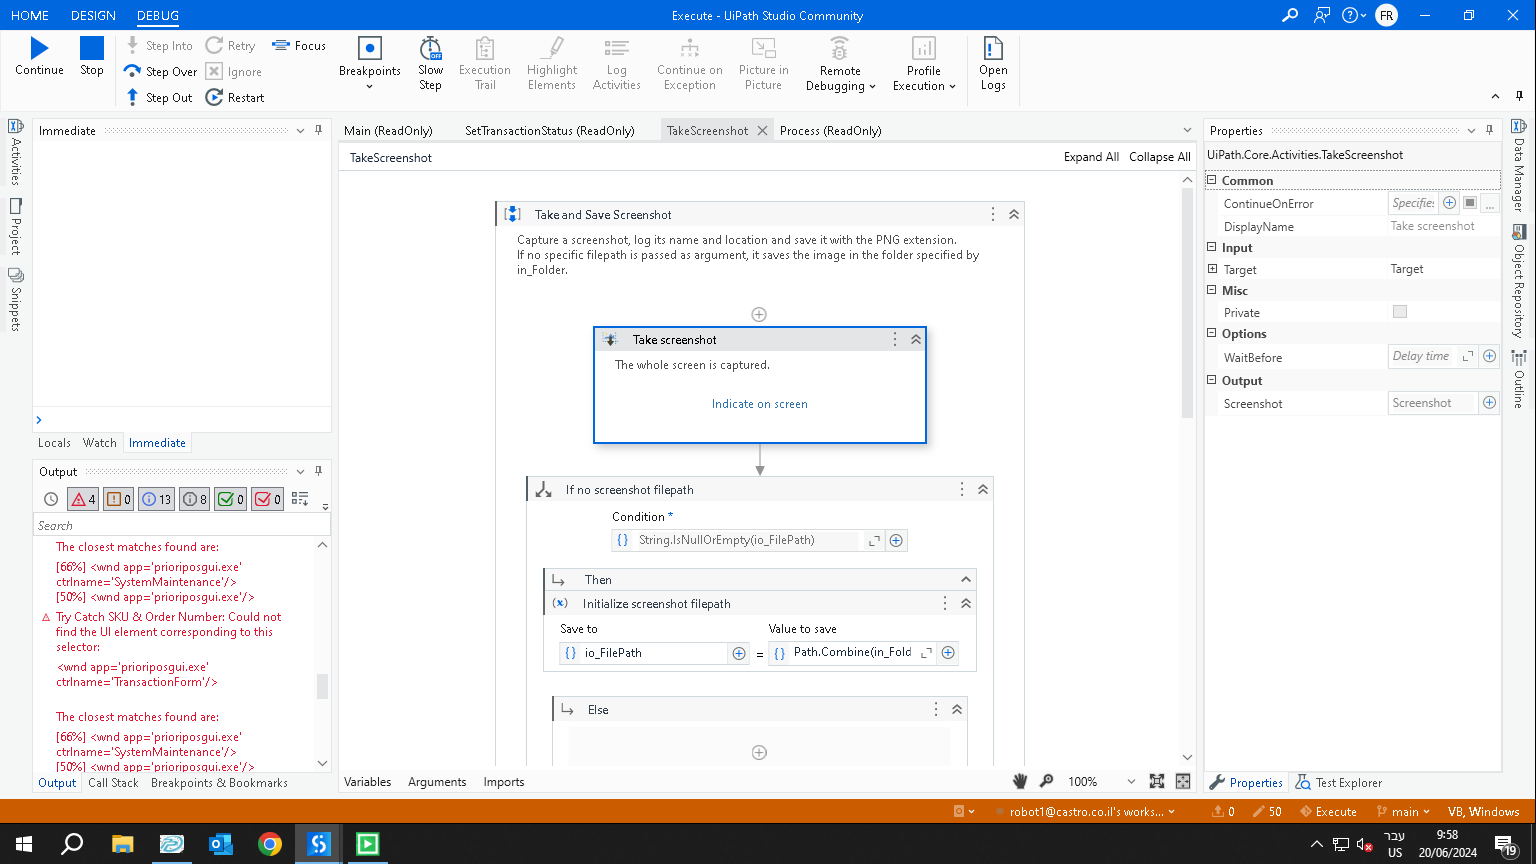 HOME DESIGN DEBUG
Execute - UiPath Studio Community
FR
Continue
Stop
Step Into
Step Over
Step Out
Retry
Ignore
Restart
Focus
Breakpoints
Slow Step
Execution Trail
Highlight Elements
Log Activities
Continue on Exception
Picture in Picture
Remote Debugging
Profile Execution
Open Logs
Activities
Project
Snippets
Immediate
Locals Watch Immediate
Output
4 0 13 8 0 0
Search
The closest matches found are:
[66%] <wnd app='prioriposgui.exe'
ctrlname='SystemMaintenance'/>
[50%] <wnd app='prioriposgui.exe'/>
Try Catch SKU & Order Number: Could not
find the UI element corresponding to this
selector:
<wnd app='prioriposgui.exe'
ctrlname='TransactionForm'/>
The closest matches found are:
[66%] <wnd app='prioriposgui.exe'
ctrlname='SystemMaintenance'/>
[50%] <wnd app='prioriposgui.exe'/>
Output Call Stack Breakpoints & Bookmarks
Main (ReadOnly) SetTransactionStatus (ReadOnly) TakeScreenshot Process (ReadOnly)
TakeScreenshot
Expand All Collapse All
Take and Save Screenshot
Capture a screenshot, log its name and location and save it with the PNG extension.
If no specific filepath is passed as argument, it saves the image in the folder specified by
in_Folder.
Take screenshot
The whole screen is captured.
Indicate on screen
If no screenshot filepath
Condition *
String.IsNullOrEmpty(io_FilePath)
Then
Initialize screenshot filepath
Save to Value to save
io_FilePath = Path.Combine(in_Fold
Else
Variables Arguments Imports
100%
Properties
UiPath.Core.Activities.TakeScreenshot
Common
ContinueOnError Specifies ...
DisplayName Take screenshot
Input
Target Target
Misc
Private
Options
WaitBefore Delay time
Output
Screenshot Screenshot
Properties Test Explorer
Data Manager
Object Repository
Outline
robot1@castro.co.il's works... 0 50 Execute main VB, Windows
עבר
US
9:58
20/06/2024
19